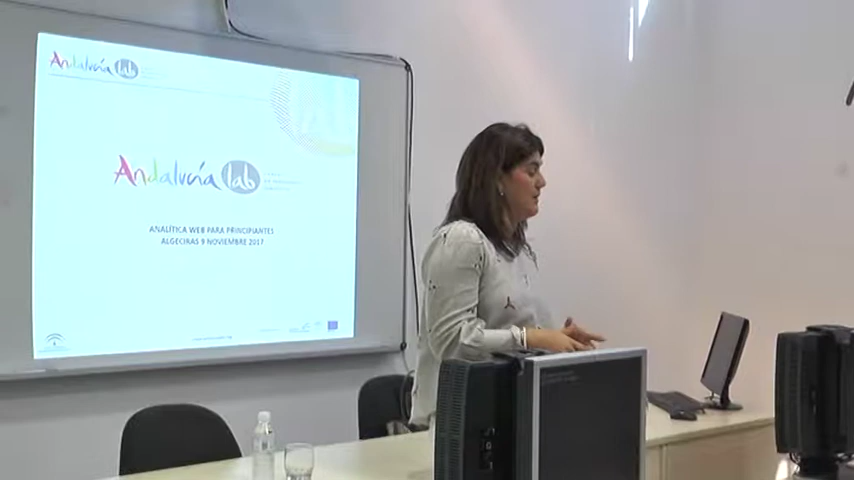 Andalucía lab
Andalucía lab
ANALÍTICA WEB PARA PRINCIPIANTES
ALGECIRAS 9 NOVIEMBRE 2017